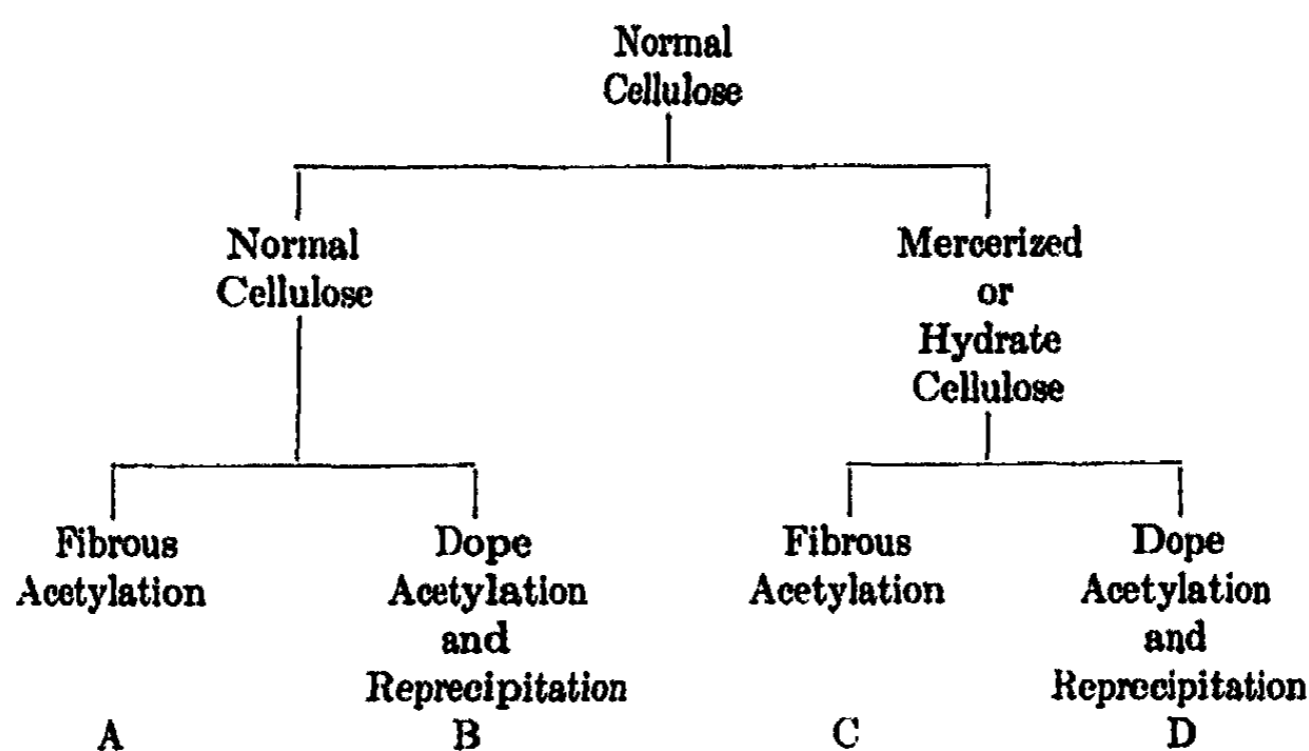 Normal
Cellulose
Normal
Cellulose
Mercerized
or
Hydrate
Cellulose
Fibrous
Acetylation
Dope
Acetylation
and
Reprecipitation
Fibrous
Acetylation
Dope
Acetylation
and
Reprecipitation
A
B
C
D